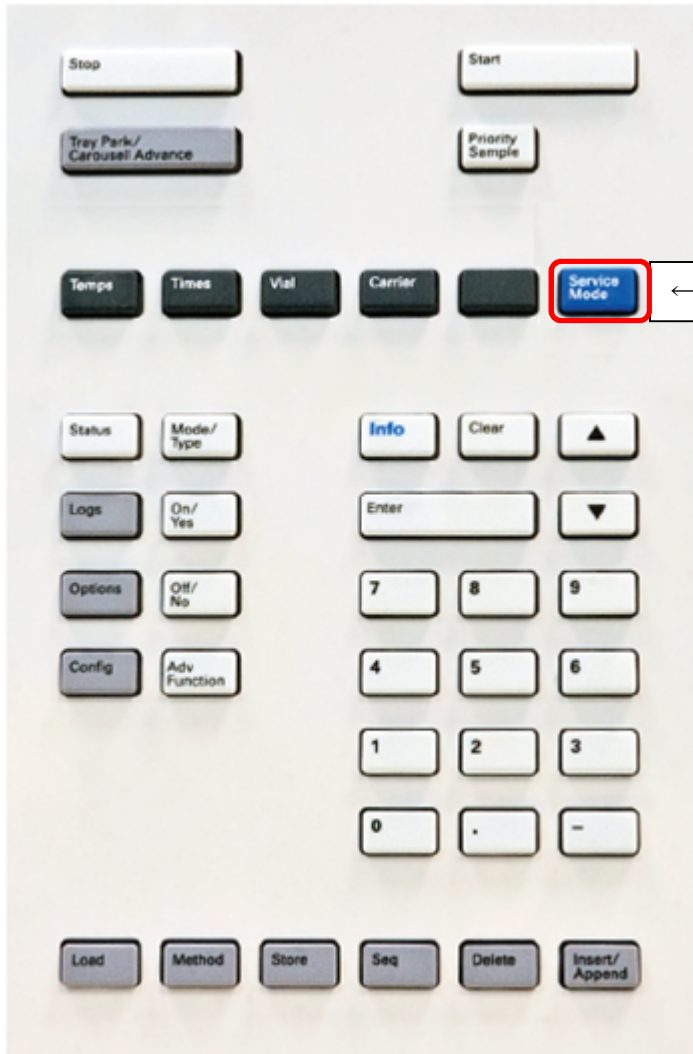 Stop
Start
Tray Park/
Carousell Advance
Priority
Sample
Temps
Times
Vial
Carrier
Service
Mode
←
Status
Mode/
Type
Info
Clear
▲
Logs
On/
Yes
Enter
▼
Options
Off/
No
7
8
9
Config
Adv
Function
4
5
6
1
2
3
0
.
–
Load
Method
Store
Seq
Delete
Insert/
Append